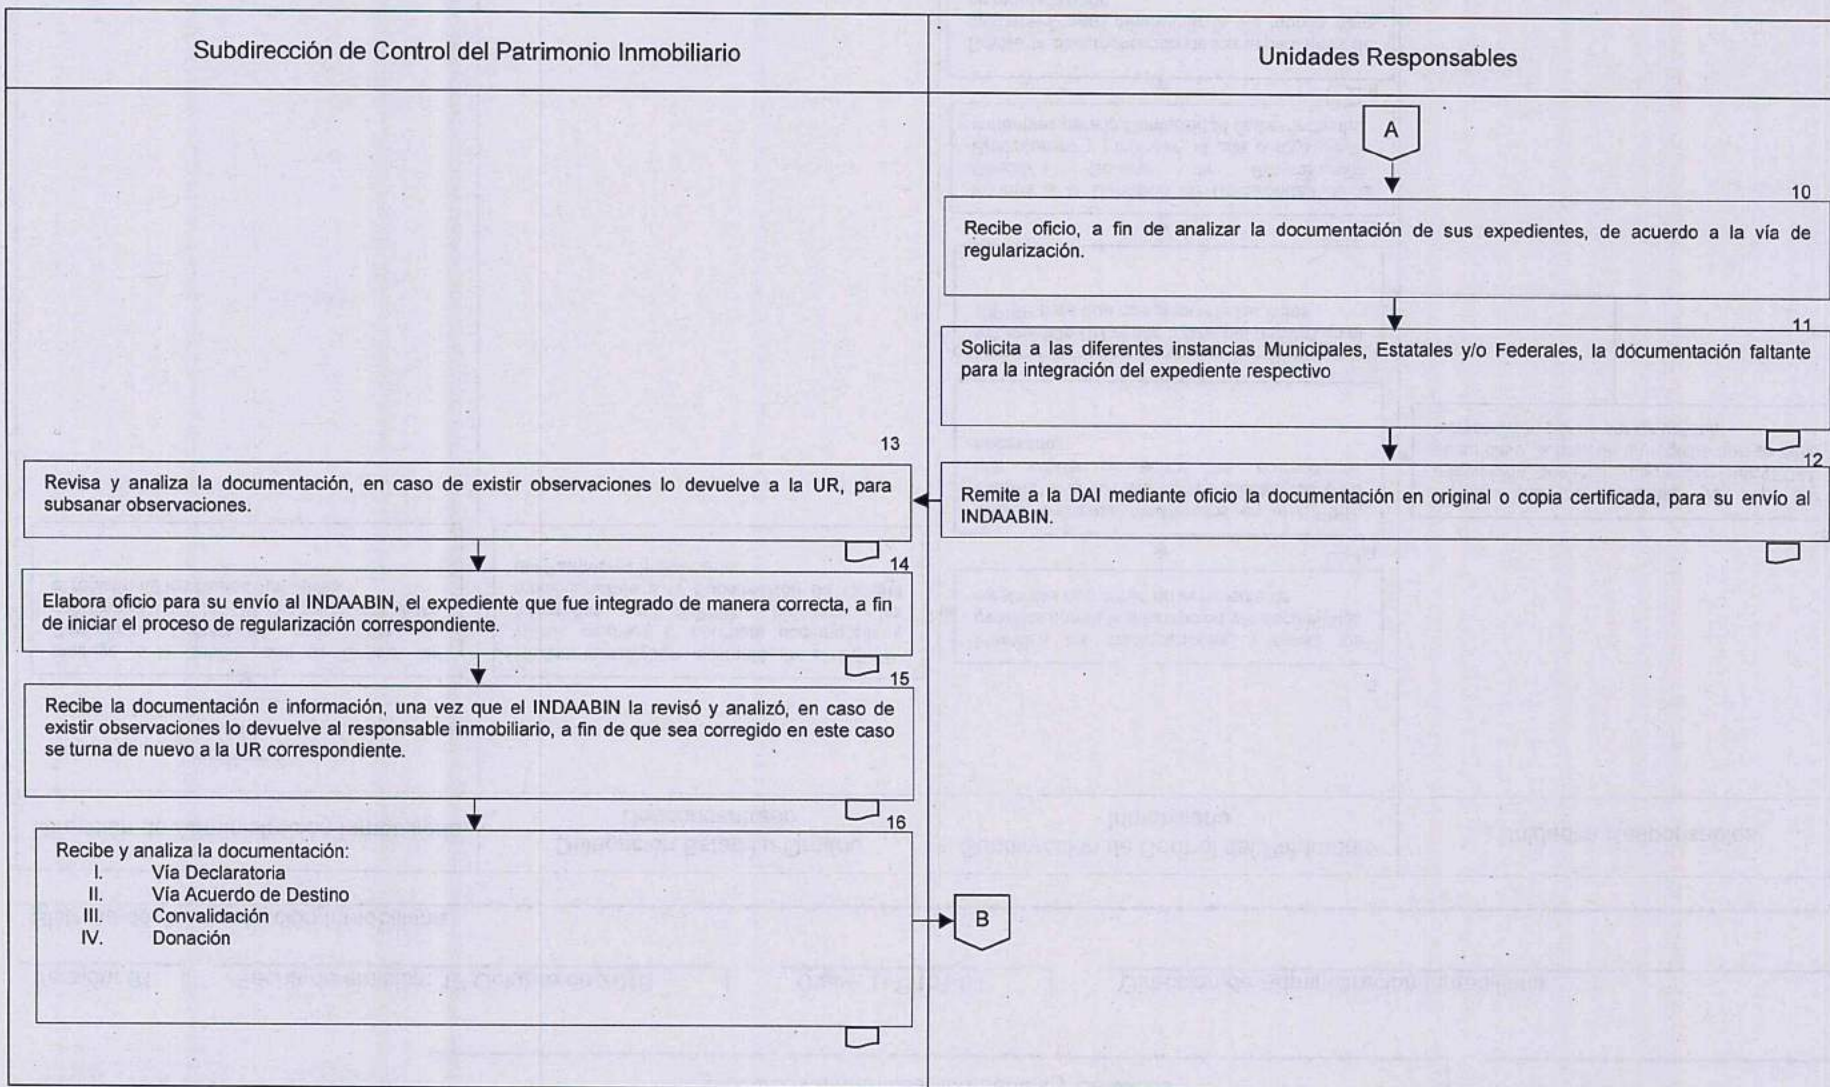 Subdirección de Control del Patrimonio Inmobiliario
Unidades Responsables
A
10
Recibe oficio, a fin de analizar la documentación de sus expedientes, de acuerdo a la vía de
regularización.
11
Solicita a las diferentes instancias Municipales, Estatales y/o Federales, la documentación faltante
para la integración del expediente respectivo
12
Remite a la DAI mediante oficio la documentación en original o copia certificada, para su envío al
INDAABIN.
13
Revisa y analiza la documentación, en caso de existir observaciones lo devuelve a la UR, para
subsanar observaciones.
14
Elabora oficio para su envío al INDAABIN, el expediente que fue integrado de manera correcta, a fin
de iniciar el proceso de regularización correspondiente.
15
Recibe la documentación e información, una vez que el INDAABIN la revisó y analizó, en caso de
existir observaciones lo devuelve al responsable inmobiliario, a fin de que sea corregido en este caso
se turna de nuevo a la UR correspondiente.
16
Recibe y analiza la documentación:
I. Vía Declaratoria
II. Vía Acuerdo de Destino
III. Convalidación
IV. Donación
B